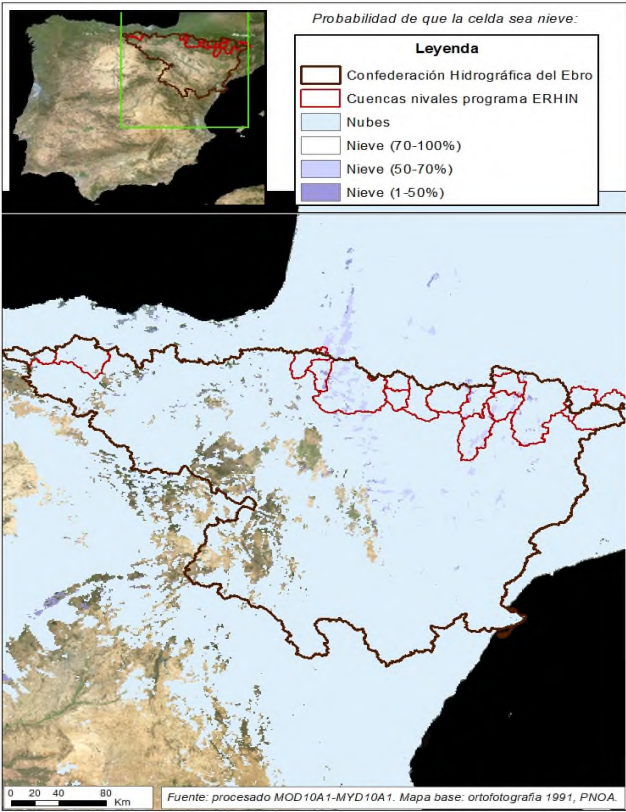 Probabilidad de que la celda sea nieve:
Leyenda
Confederación Hidrográfica del Ebro
Cuencas nivales programa ERHIN
Nubes
Nieve (70-100%)
Nieve (50-70%)
Nieve (1-50%)
0 20 40 80
Km
Fuente: procesado MOD10A1-MYD10A1. Mapa base: ortofotografía 1991, PNOA.